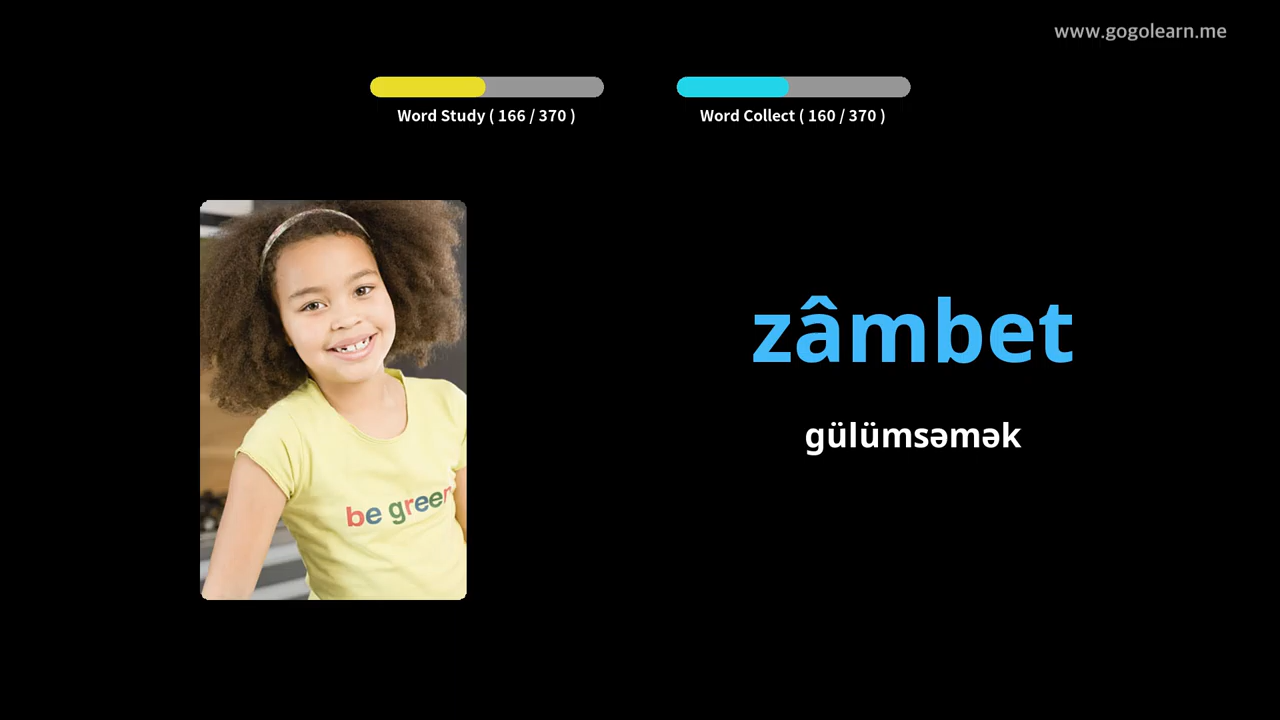 www.gogolearn.me
Word Study ( 166 / 370 )
Word Collect ( 160 / 370 )
zâmbet
gülümsəmək
be green